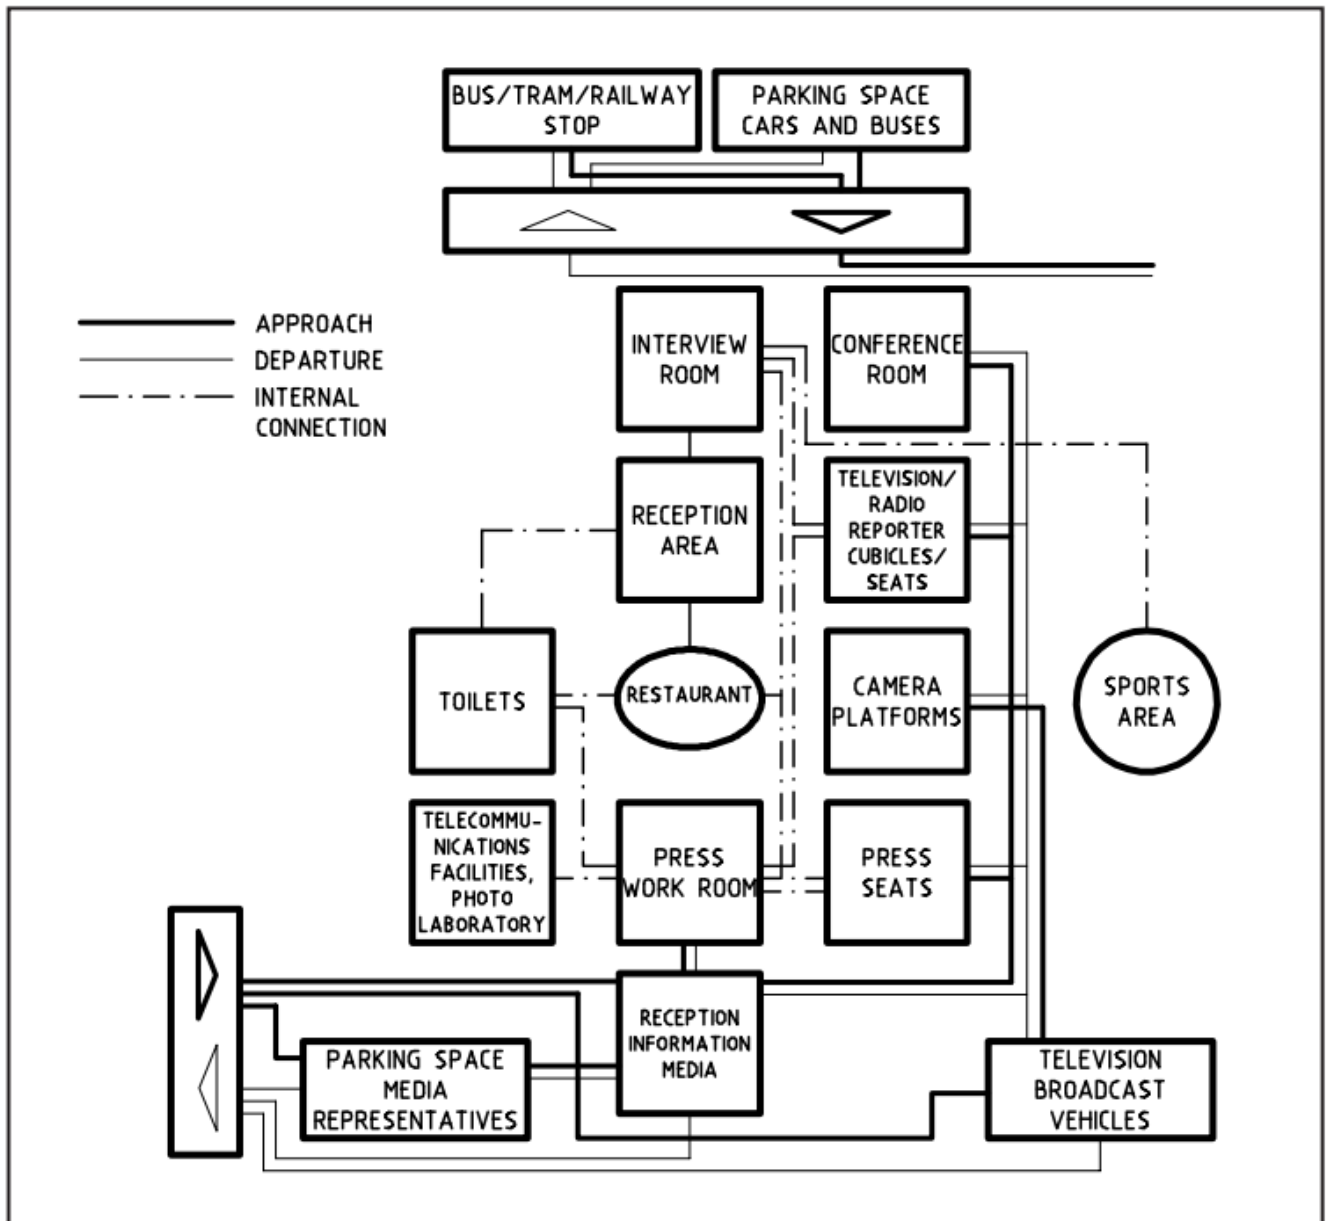 BUS/TRAM/RAILWAY
STOP
PARKING SPACE
CARS AND BUSES
APPROACH
DEPARTURE
INTERNAL
CONNECTION
INTERVIEW
ROOM
CONFERENCE
ROOM
RECEPTION
AREA
TELEVISION/
RADIO
REPORTER
CUBICLES/
SEATS
TOILETS
RESTAURANT
CAMERA
PLATFORMS
SPORTS
AREA
TELECOMMU-
NICATIONS
FACILITIES,
PHOTO
LABORATORY
PRESS
WORK ROOM
PRESS
SEATS
RECEPTION
INFORMATION
MEDIA
PARKING SPACE
MEDIA
REPRESENTATIVES
TELEVISION
BROADCAST
VEHICLES